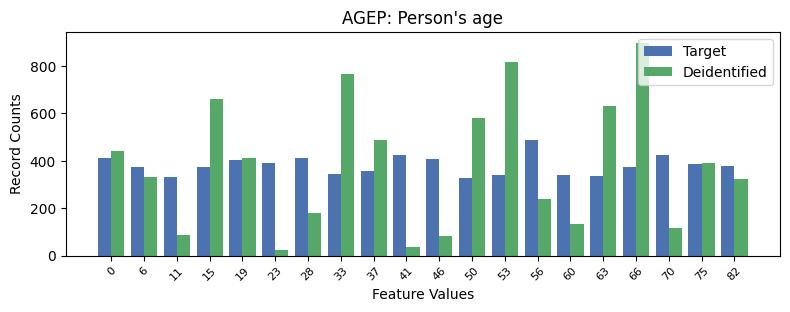 AGEP: Person's age
Target
Deidentified
Record Counts
800
600
400
200
0
0 6 11 15 19 23 28 33 37 41 46 50 53 56 60 63 66 70 75 82
Feature Values